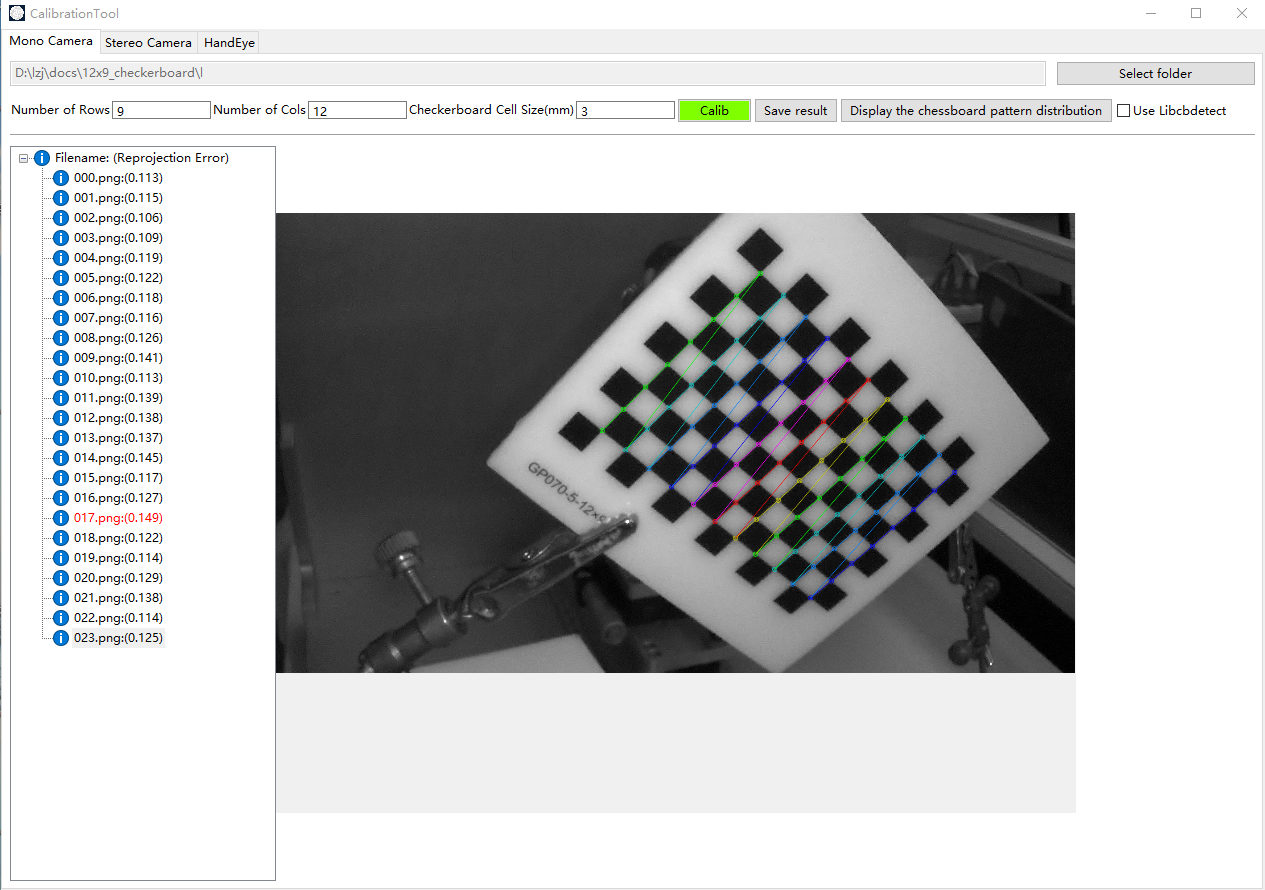 CalibrationTool
Mono Camera Stereo Camera HandEye
D:\lzj\docs\12x9_checkerboard\l Select folder
Number of Rows 9 Number of Cols 12 Checkerboard Cell Size(mm) 3 Calib Save result Display the chessboard pattern distribution Use Libcbdetect
Filename: (Reprojection Error)
000.png:(0.113)
001.png:(0.115)
002.png:(0.106)
003.png:(0.109)
004.png:(0.119)
005.png:(0.122)
006.png:(0.118)
007.png:(0.116)
008.png:(0.126)
009.png:(0.141)
010.png:(0.113)
011.png:(0.139)
012.png:(0.138)
013.png:(0.137)
014.png:(0.145)
015.png:(0.117)
016.png:(0.127)
017.png:(0.149)
018.png:(0.122)
019.png:(0.114)
020.png:(0.129)
021.png:(0.138)
022.png:(0.114)
023.png:(0.125)